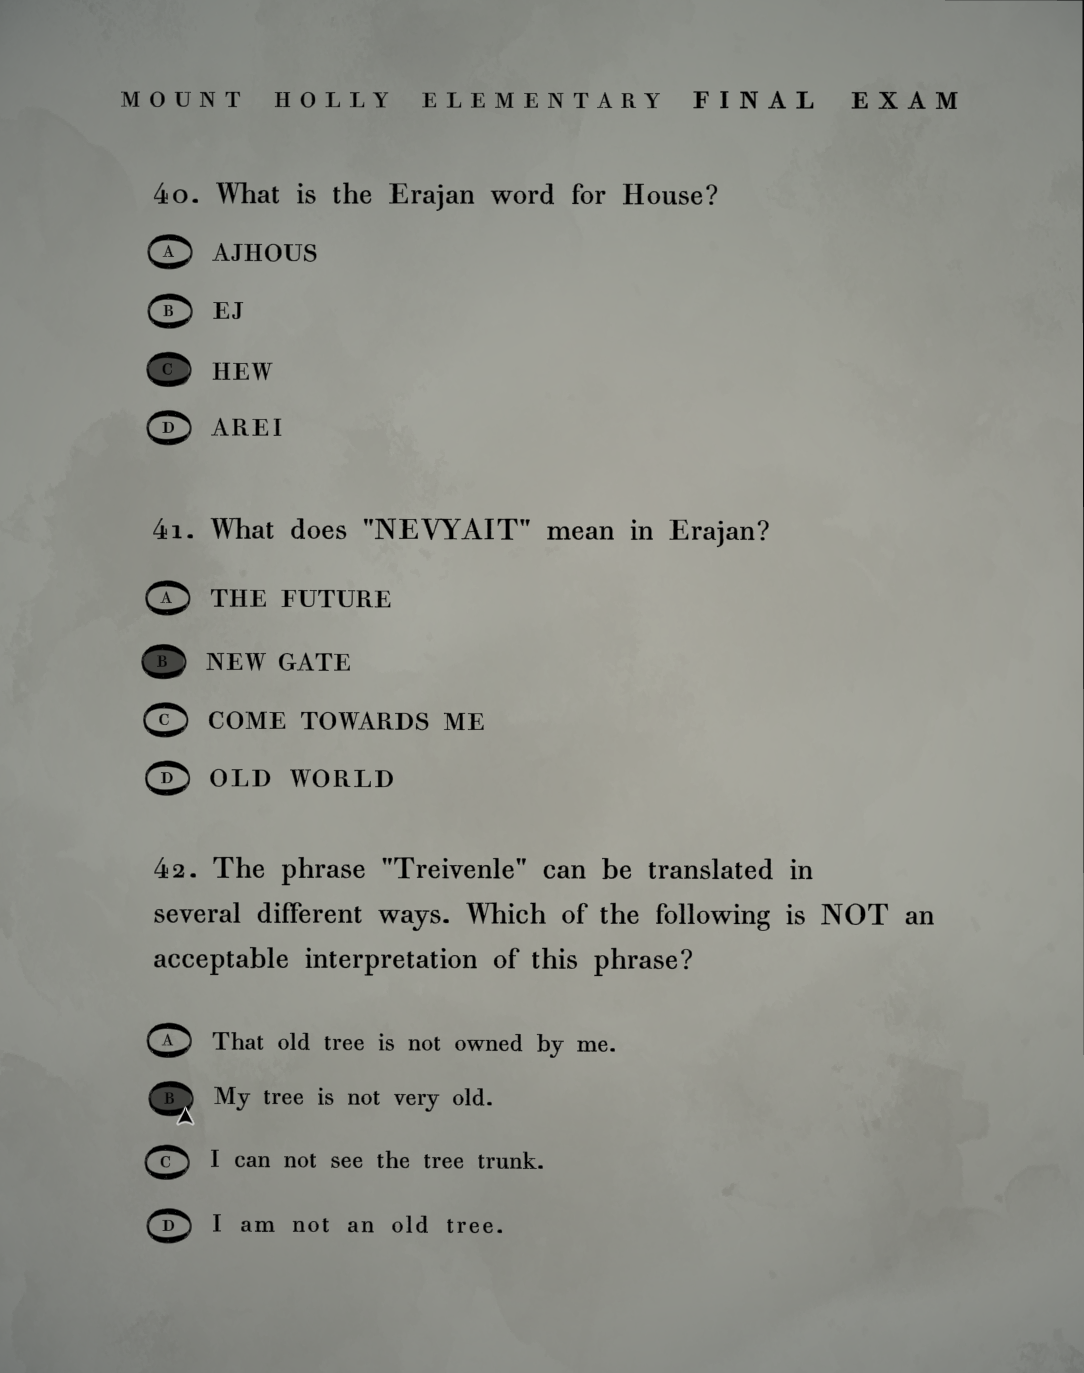 MOUNT HOLLY ELEMENTARY FINAL EXAM
40. What is the Erajan word for House?
A AJHOUS
B EJ
C HEW
D AREI
41. What does "NEVYAIT" mean in Erajan?
A THE FUTURE
B NEW GATE
C COME TOWARDS ME
D OLD WORLD
42. The phrase "Treivenle" can be translated in
several different ways. Which of the following is NOT an
acceptable interpretation of this phrase?
A That old tree is not owned by me.
B My tree is not very old.
C I can not see the tree trunk.
D I am not an old tree.